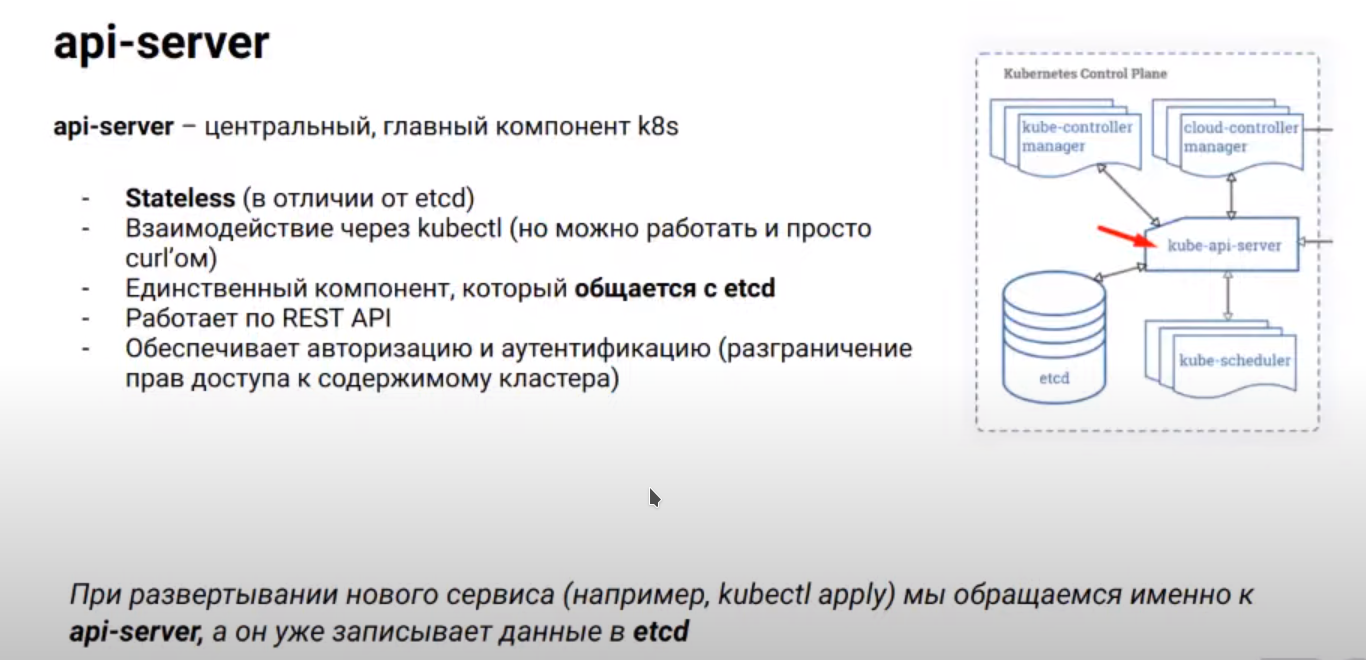 api-server
api-server – центральный, главный компонент k8s
- Stateless (в отличии от etcd)
- Взаимодействие через kubectl (но можно работать и просто
curl’ом)
- Единственный компонент, который общается с etcd
- Работает по REST API
- Обеспечивает авторизацию и аутентификацию (разграничение
прав доступа к содержимому кластера)
Kubernetes Control Plane
kube-controller
manager
cloud-controller
manager
kube-api-server
etcd
kube-scheduler
При развертывании нового сервиса (например, kubectl apply) мы обращаемся именно к
api-server, а он уже записывает данные в etcd